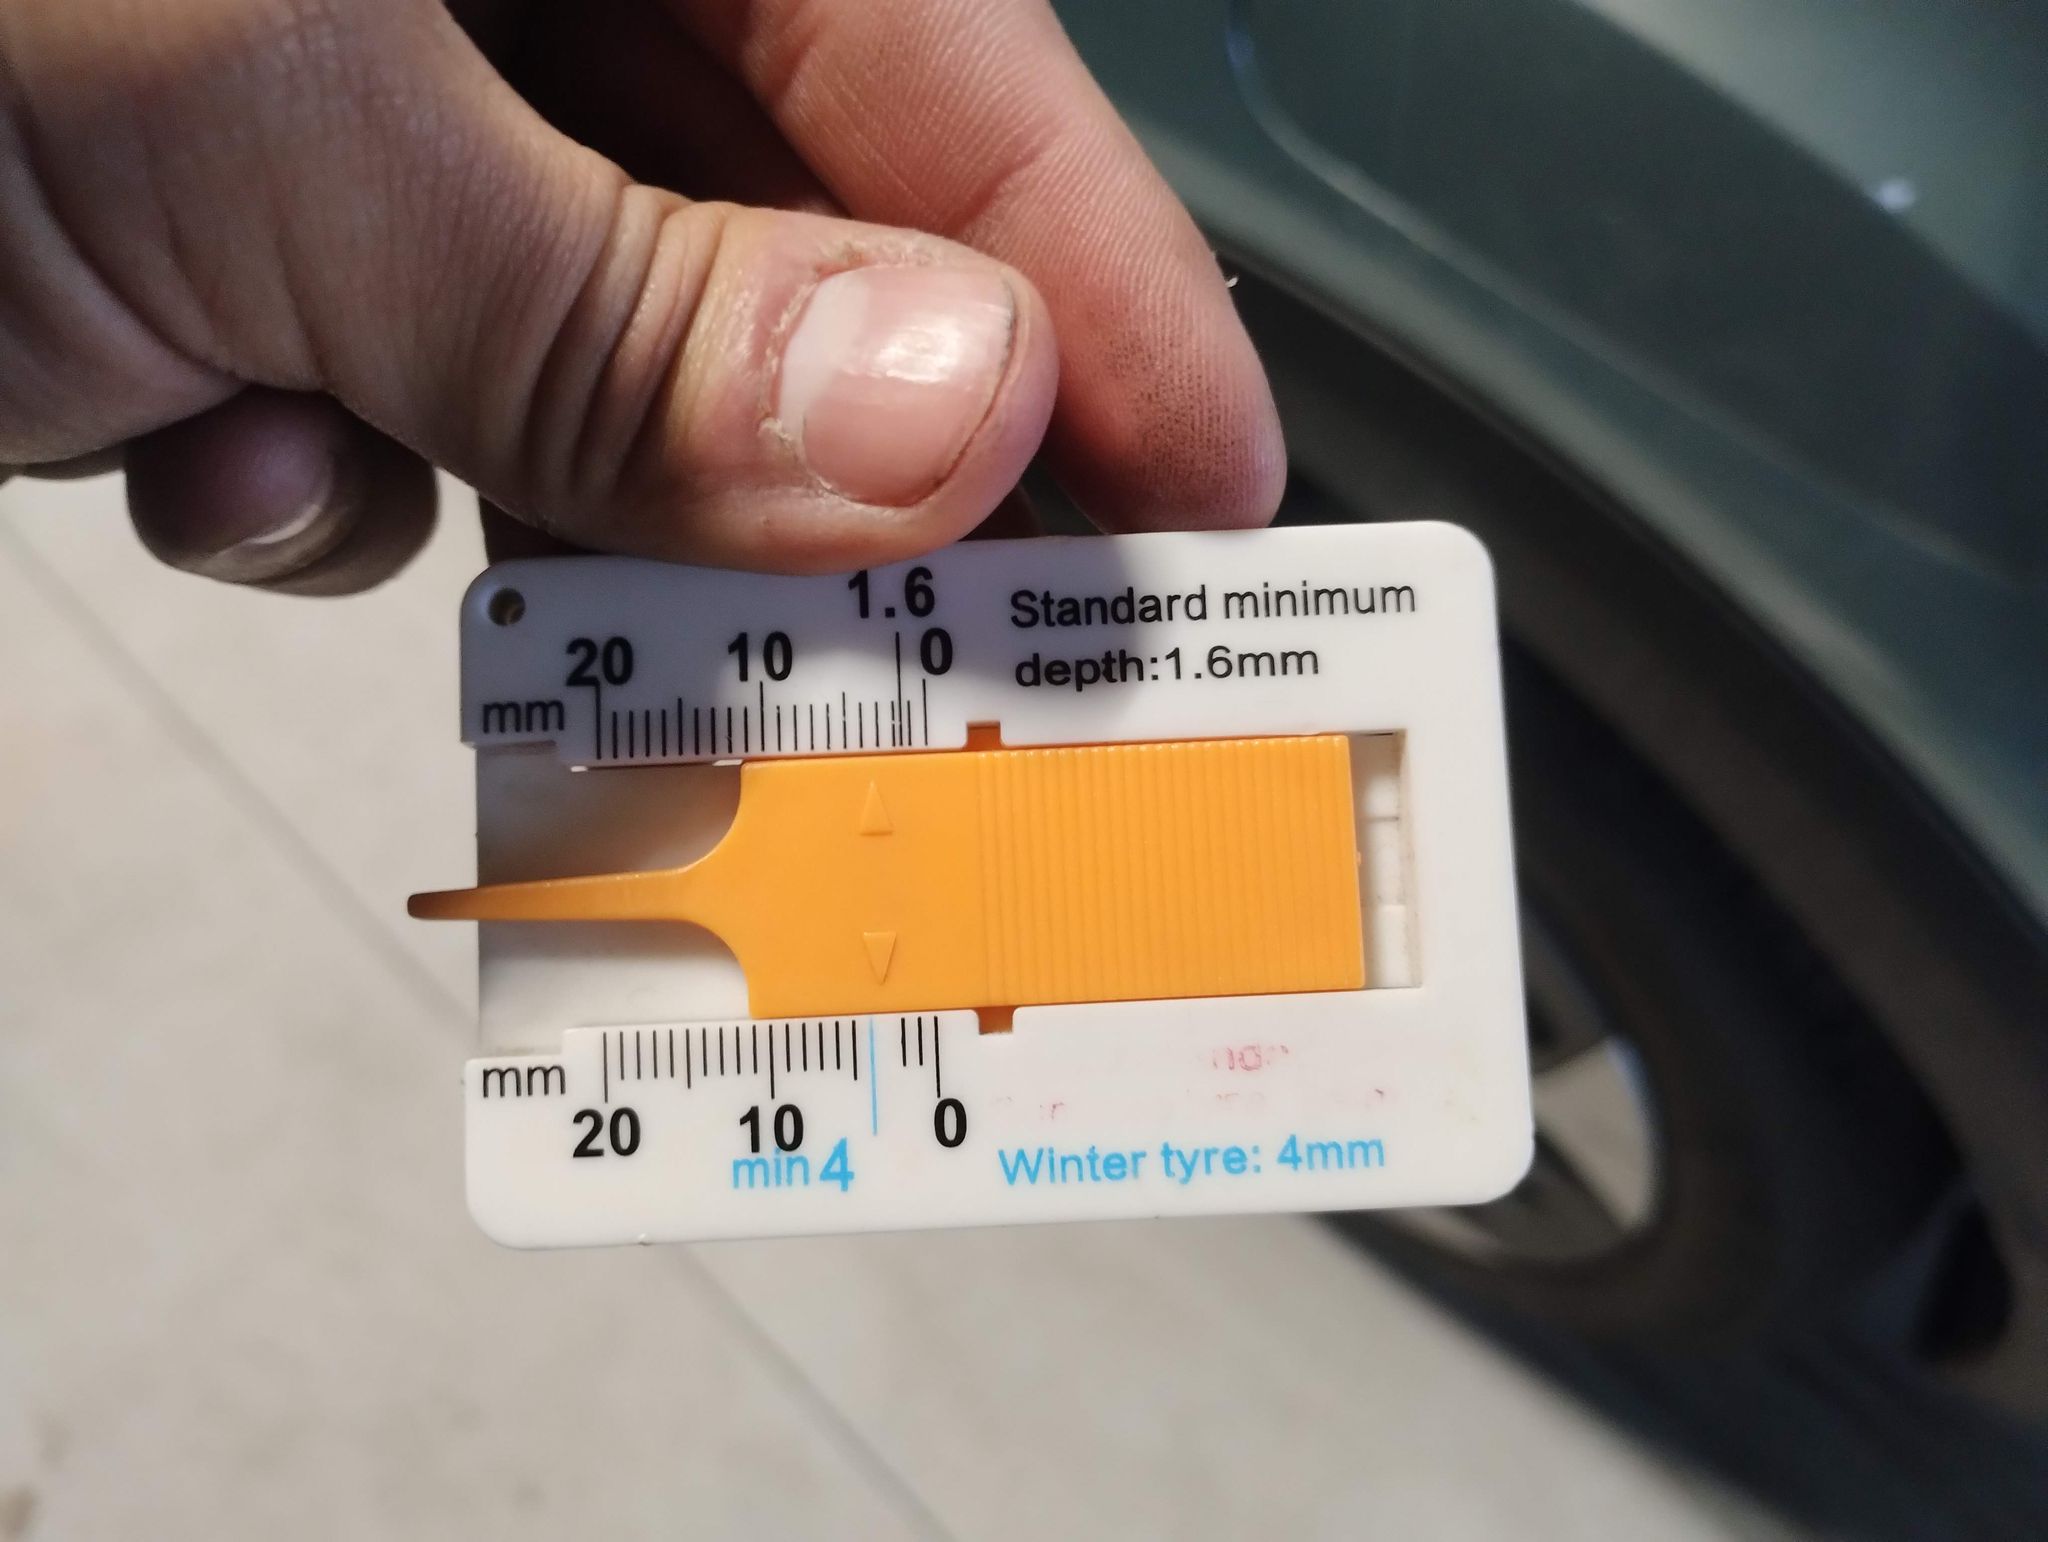 1.6
Standard minimum
20 10 0
depth:1.6mm
mm
mm
20 10 0
min 4
Winter tyre: 4mm